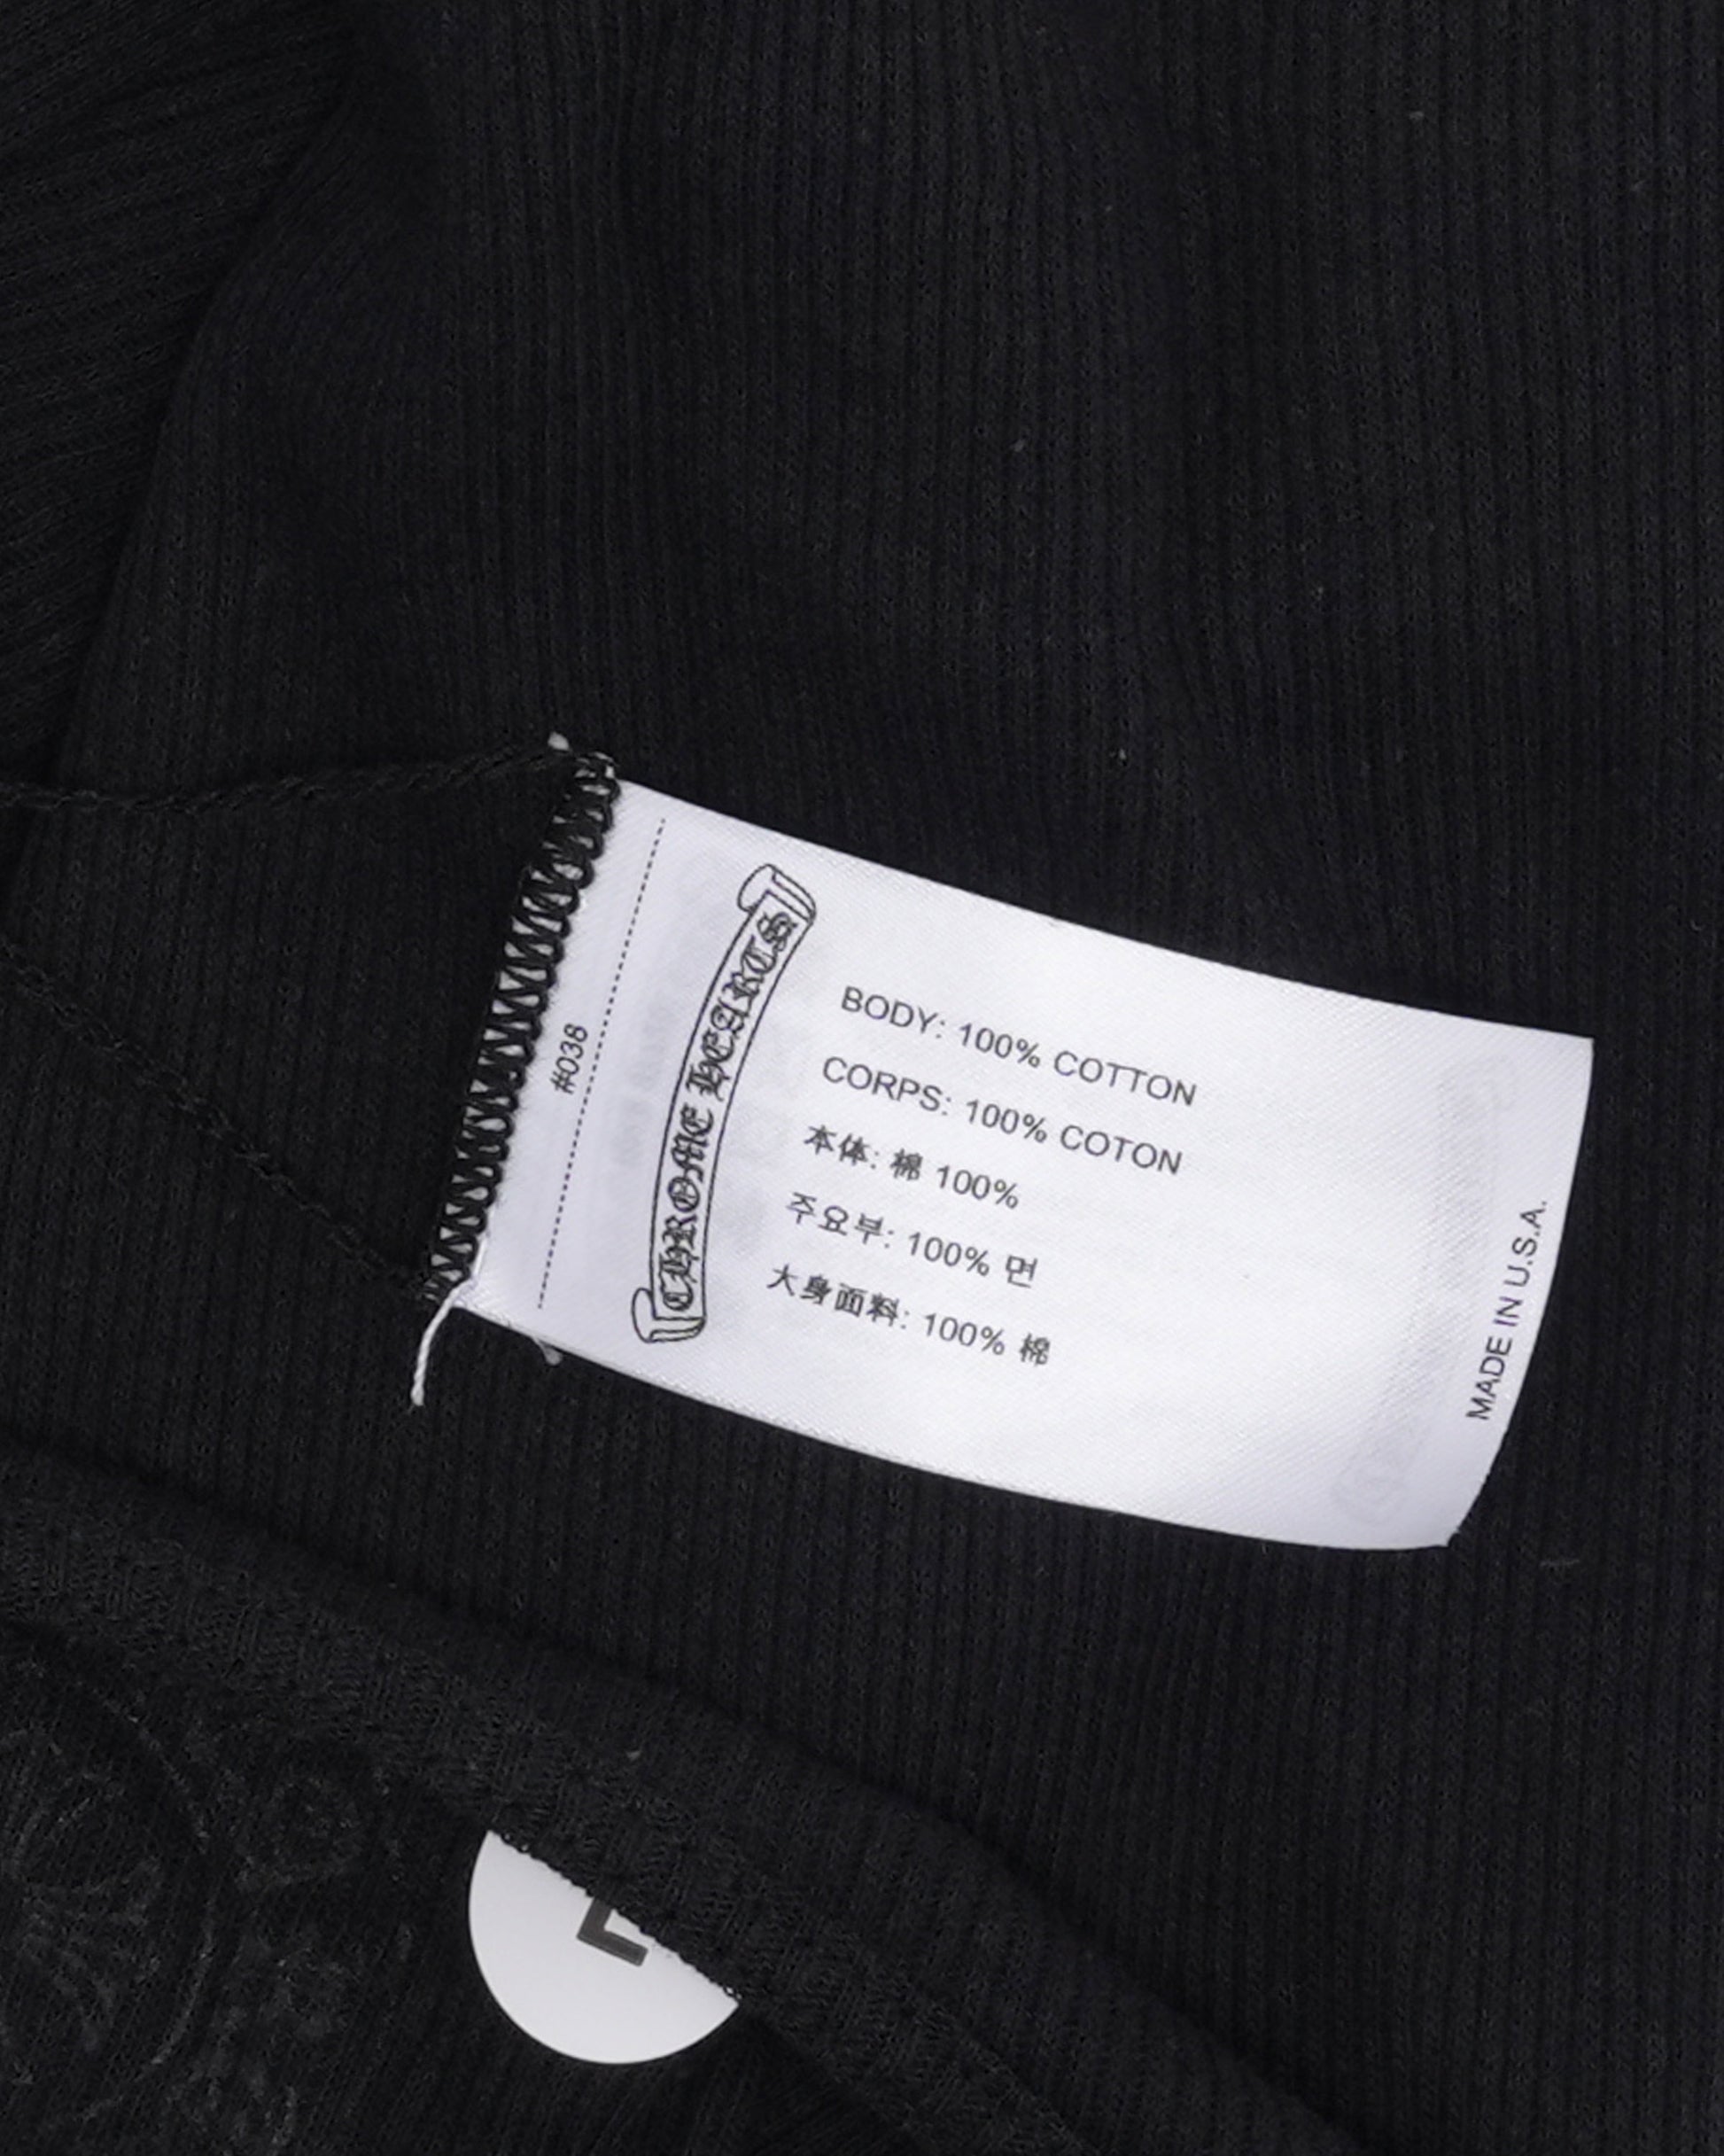 #038
CHROME HEARTS
BODY: 100% COTTON
CORPS: 100% COTON
本体: 棉 100%
주요부: 100% 면
大身面料: 100% 棉
MADE IN U.S.A.
L